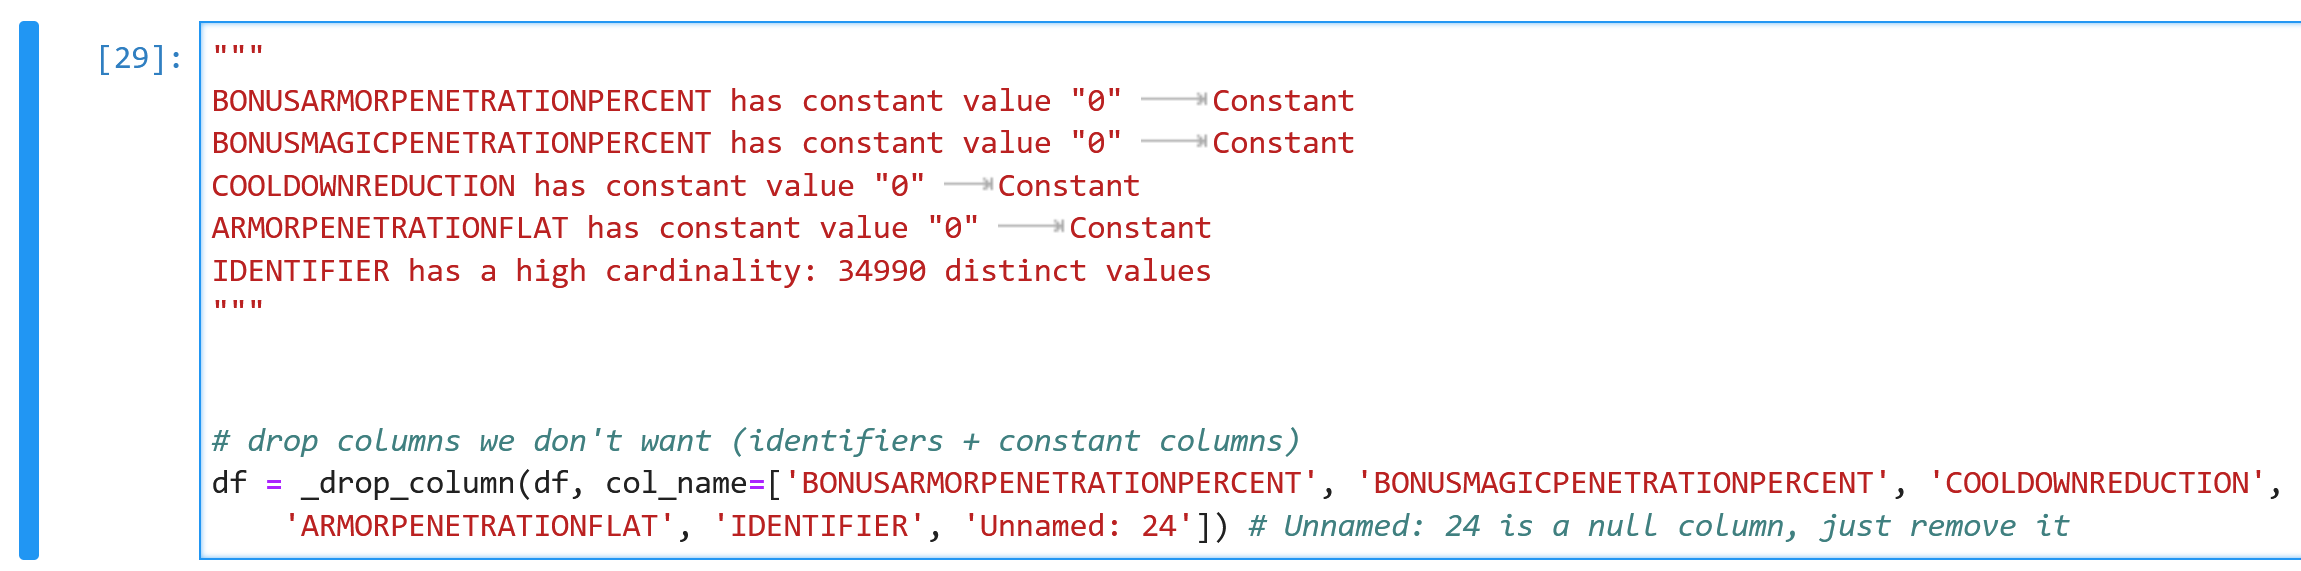 [29]:
"""
BONUSARMORPENETRATIONPERCENT has constant value "0" Constant
BONUSMAGICPENETRATIONPERCENT has constant value "0" Constant
COOLDOWNREDUCTION has constant value "0" Constant
ARMORPENETRATIONFLAT has constant value "0" Constant
IDENTIFIER has a high cardinality: 34990 distinct values
"""
# drop columns we don't want (identifiers + constant columns)
df = _drop_column(df, col_name=['BONUSARMORPENETRATIONPERCENT', 'BONUSMAGICPENETRATIONPERCENT', 'COOLDOWNREDUCTION',
'ARMORPENETRATIONFLAT', 'IDENTIFIER', 'Unnamed: 24']) # Unnamed: 24 is a null column, just remove it